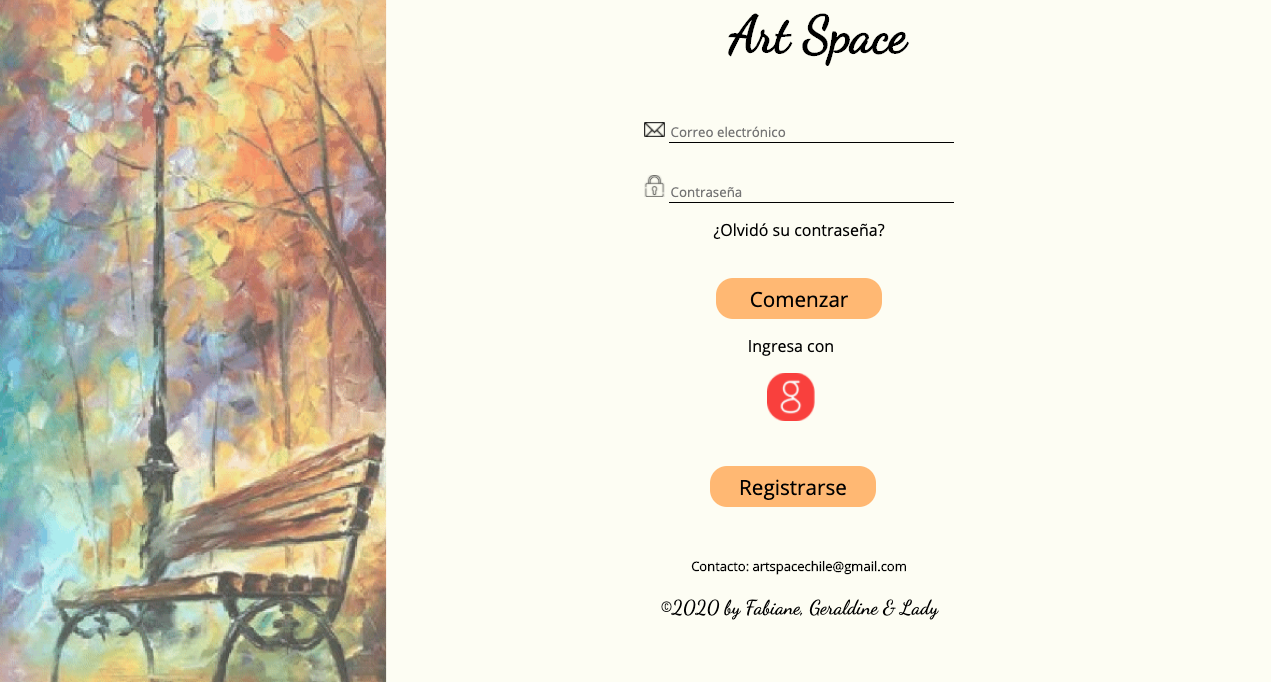 Art Space
Correo electrónico
Contraseña
¿Olvidó su contraseña?
Comenzar
Ingresa con
g
Registrarse
Contacto: artspacechile@gmail.com
©2020 by Fabiane, Geraldine & Lady